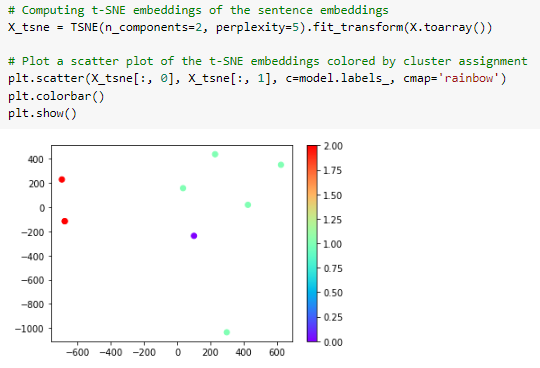 # Computing t-SNE embeddings of the sentence embeddings
X_tsne = TSNE(n_components=2, perplexity=5).fit_transform(X.toarray())
# Plot a scatter plot of the t-SNE embeddings colored by cluster assignment
plt.scatter(X_tsne[:, 0], X_tsne[:, 1], c=model.labels_, cmap='rainbow')
plt.colorbar()
plt.show()
400
200
0
−200
−400
−600
−800
−1000
−600 −400 −200 0 200 400 600
2.00
1.75
1.50
1.25
1.00
0.75
0.50
0.25
0.00